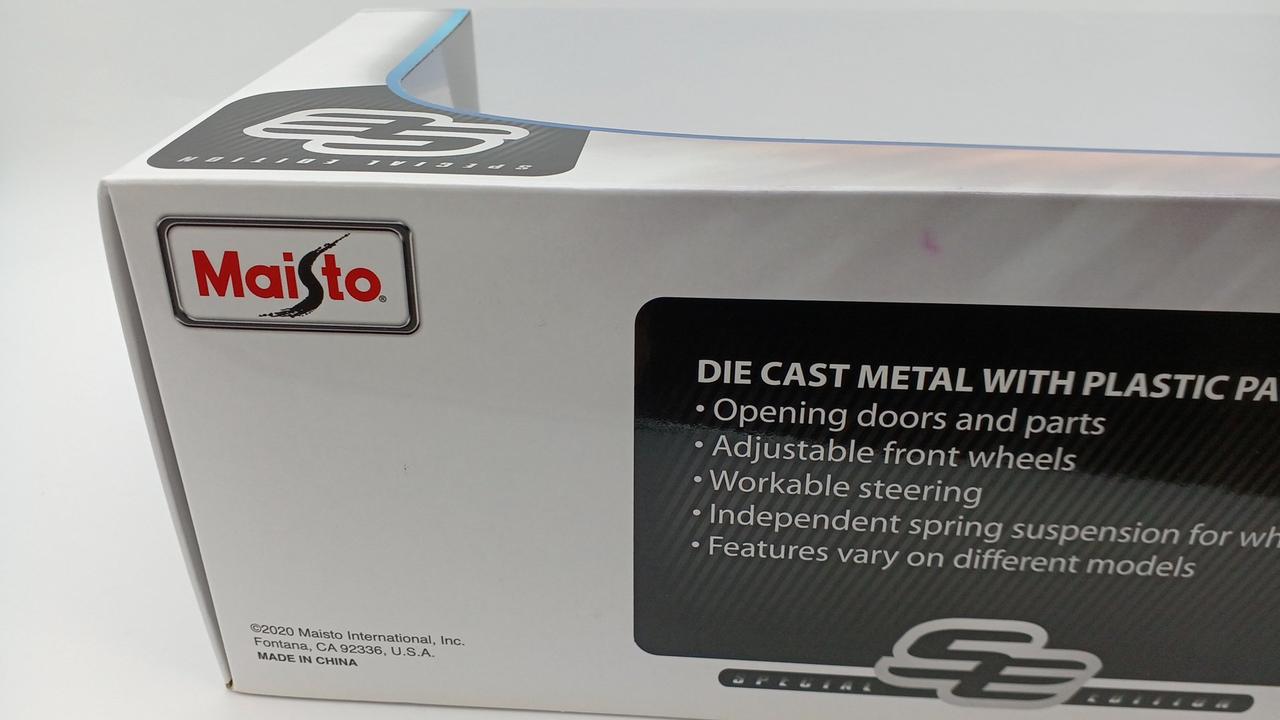 SE
SPECIAL EDITION
Maisto®
DIE CAST METAL WITH PLASTIC PA
• Opening doors and parts
• Adjustable front wheels
• Workable steering
• Independent spring suspension for wh
• Features vary on different models
©2020 Maisto International, Inc.
Fontana, CA 92336, U.S.A.
MADE IN CHINA
SE
SPECIAL EDITION